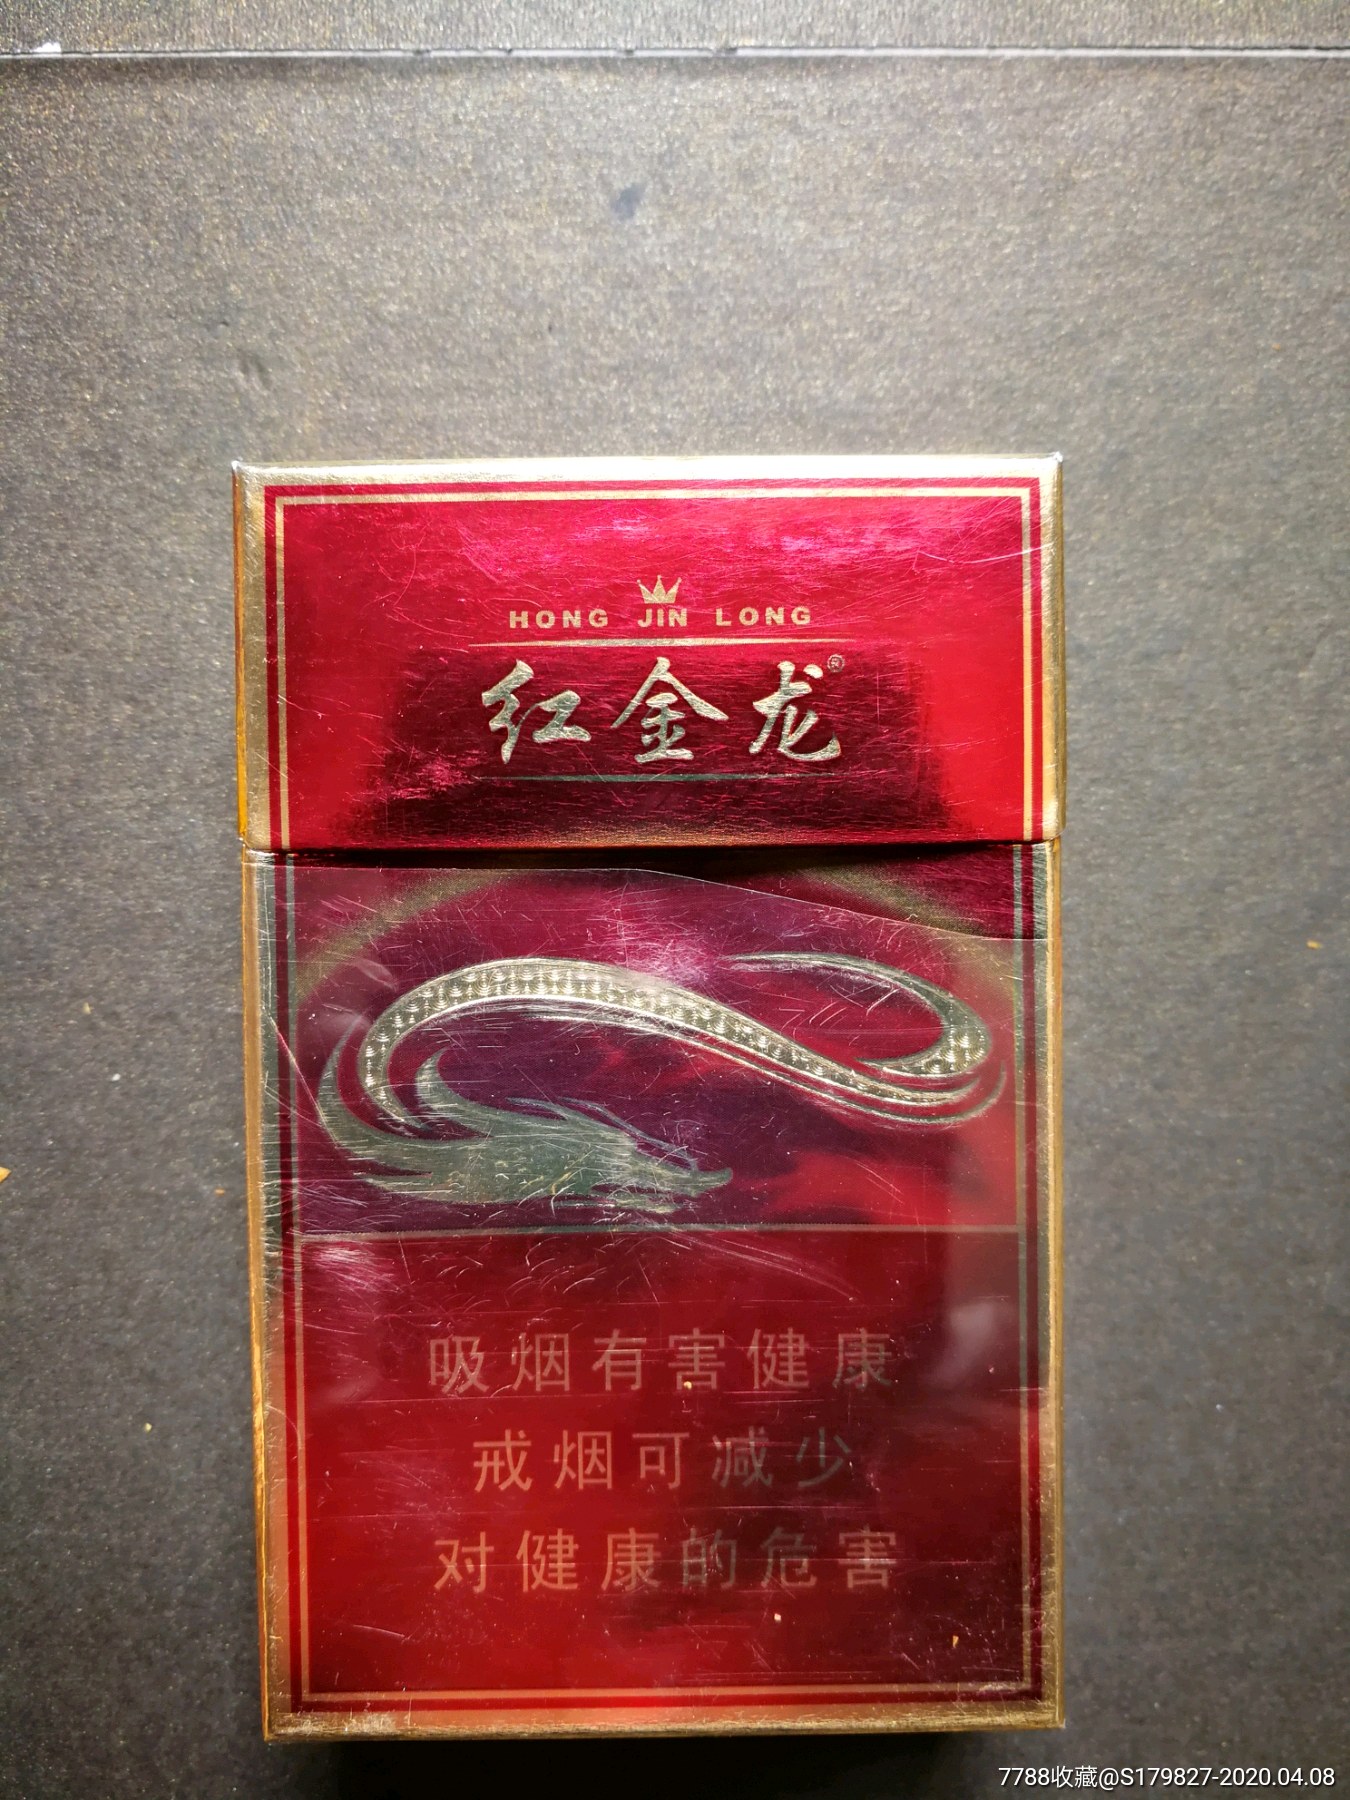 HONG JIN LONG
红金龙®
吸烟有害健康
戒烟可减少
对健康的危害
7788收藏@S179827-2020.04.08